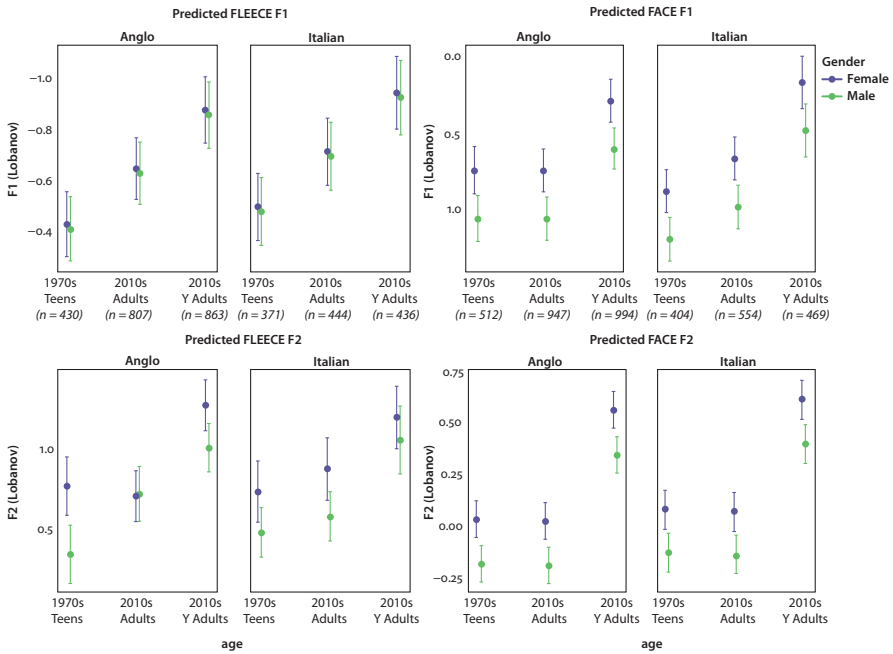 Predicted FLEECE F1
Anglo
Italian
F1 (Lobanov)
−1.0
−0.8
−0.6
−0.4
1970s
Teens
(n = 430)
2010s
Adults
(n = 807)
2010s
Y Adults
(n = 863)
1970s
Teens
(n = 371)
2010s
Adults
(n = 444)
2010s
Y Adults
(n = 436)
Predicted FACE F1
Anglo
Italian
F1 (Lobanov)
0.0
0.5
1.0
1970s
Teens
(n = 512)
2010s
Adults
(n = 947)
2010s
Y Adults
(n = 994)
1970s
Teens
(n = 404)
2010s
Adults
(n = 554)
2010s
Y Adults
(n = 469)
Gender
Female
Male
Predicted FLEECE F2
Anglo
Italian
F2 (Lobanov)
1.0
0.5
1970s
Teens
2010s
Adults
2010s
Y Adults
1970s
Teens
2010s
Adults
2010s
Y Adults
age
Predicted FACE F2
Anglo
Italian
F2 (Lobanov)
0.75
0.50
0.25
0.00
−0.25
1970s
Teens
2010s
Adults
2010s
Y Adults
1970s
Teens
2010s
Adults
2010s
Y Adults
age